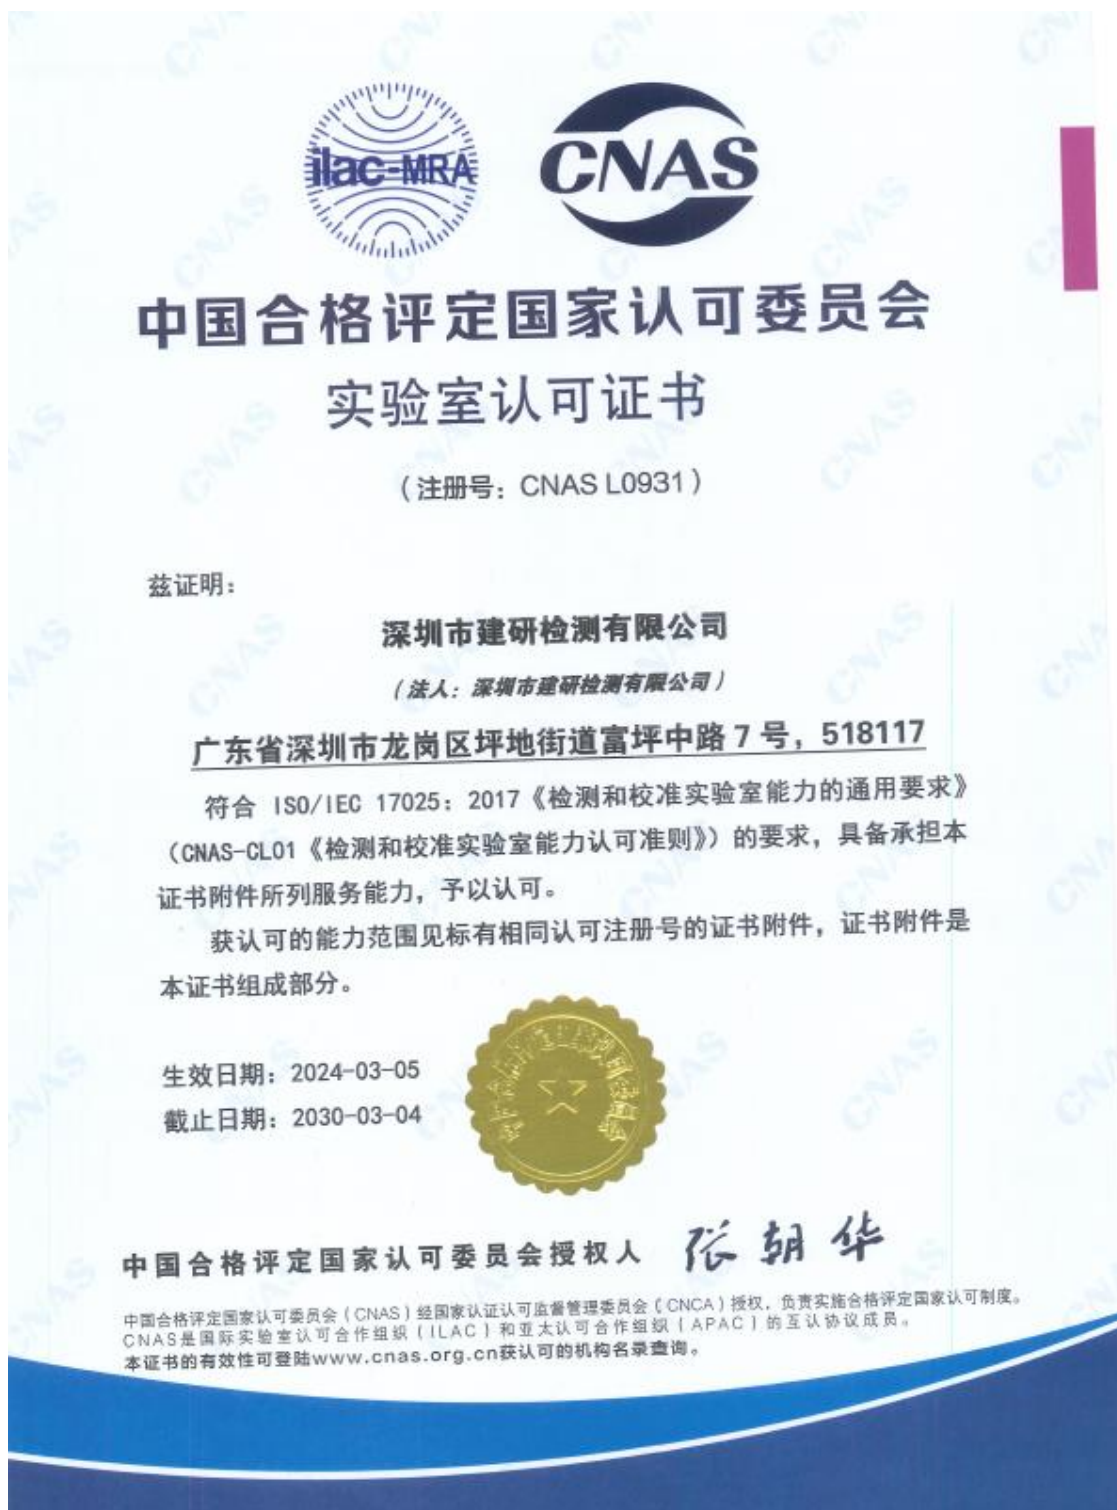 ilac-MRA
CNAS
中国合格评定国家认可委员会
实验室认可证书
（注册号：CNAS L0931）
兹证明：
深圳市建研检测有限公司
（法人：深圳市建研检测有限公司）
广东省深圳市龙岗区坪地街道富坪中路 7 号，518117
符合 ISO/IEC 17025：2017《检测和校准实验室能力的通用要求》
（CNAS-CL01《检测和校准实验室能力认可准则》）的要求，具备承担本
证书附件所列服务能力，予以认可。
获认可的能力范围见标有相同认可注册号的证书附件，证书附件是
本证书组成部分。
生效日期：2024-03-05
截止日期：2030-03-04
中国合格评定国家认可委员会授权人 张朝华
中国合格评定国家认可委员会（CNAS）经国家认证认可监督管理委员会（CNCA）授权，负责实施合格评定国家认可制度。
CNAS是国际实验室认可合作组织（ILAC）和亚太认可合作组织（APAC）的互认协议成员。
本证书的有效性可登陆www.cnas.org.cn获认可的机构名录查询。